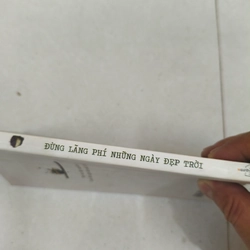 ĐỪNG LÃNG PHÍ NHỮNG NGÀY ĐẸP TRỜI